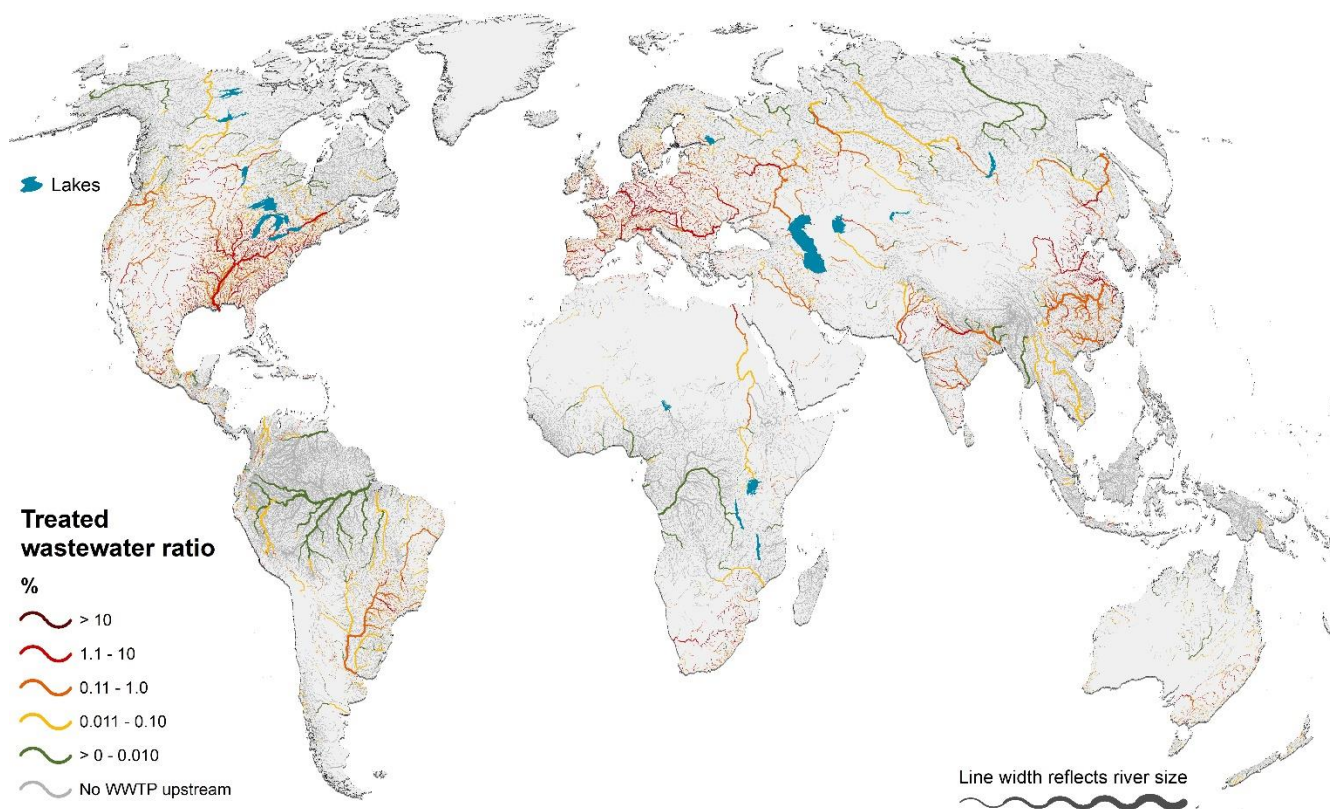 Lakes
Treated
wastewater ratio
%
> 10
1.1 - 10
0.11 - 1.0
0.011 - 0.10
> 0 - 0.010
No WWTP upstream
Line width reflects river size